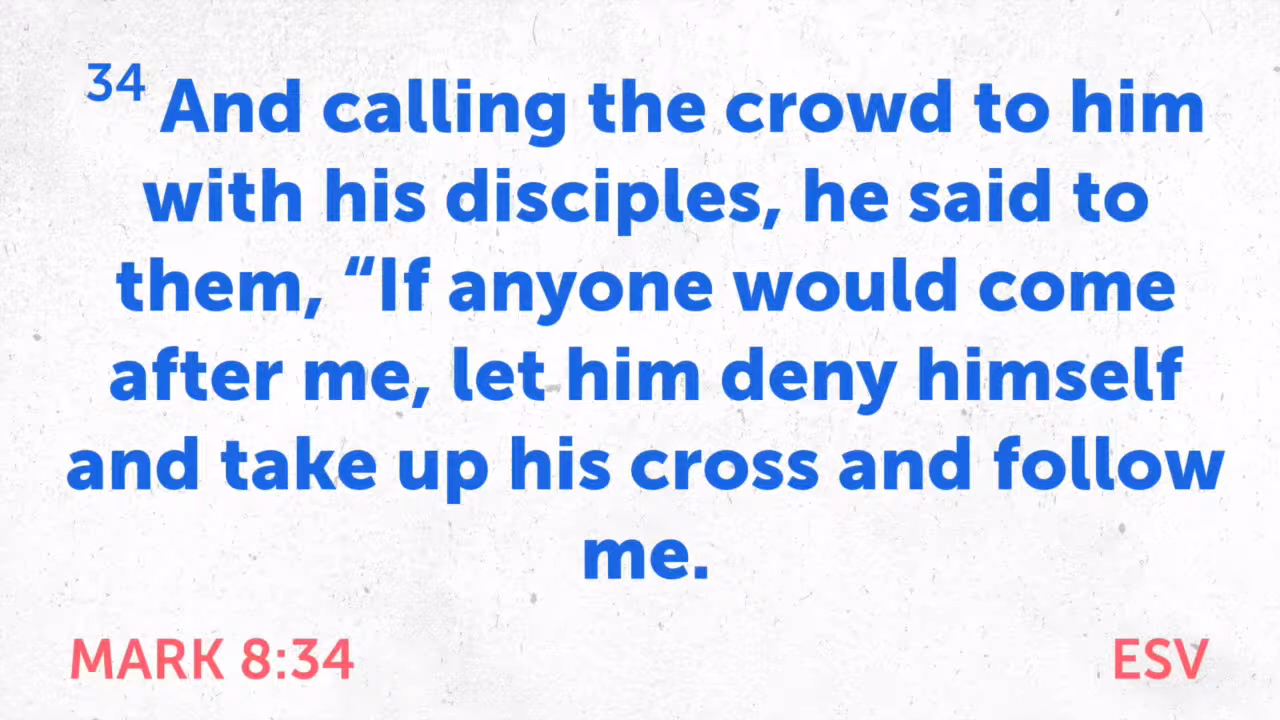 34 And calling the crowd to him
with his disciples, he said to
them, “If anyone would come
after me, let him deny himself
and take up his cross and follow
me.
MARK 8:34 ESV